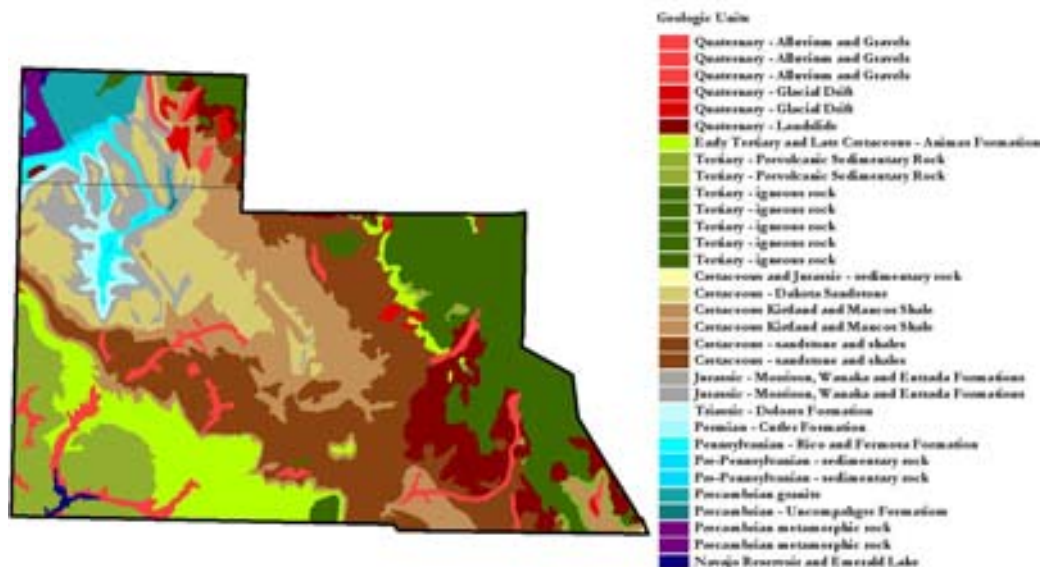 Geologic Units
Quaternary - Alluvium and Gravels
Quaternary - Alluvium and Gravels
Quaternary - Alluvium and Gravels
Quaternary - Glacial Drift
Quaternary - Glacial Drift
Quaternary - Landslide
Early Tertiary and Late Cretaceous - Animas Formation
Tertiary - Prevolcanic Sedimentary Rock
Tertiary - Prevolcanic Sedimentary Rock
Tertiary - igneous rock
Tertiary - igneous rock
Tertiary - igneous rock
Tertiary - igneous rock
Tertiary - igneous rock
Cretaceous and Jurassic - sedimentary rock
Cretaceous - Dakota Sandstone
Cretaceous Kirtland and Mancos Shale
Cretaceous Kirtland and Mancos Shale
Cretaceous - sandstone and shales
Cretaceous - sandstone and shales
Jurassic - Morrison, Wanaka and Entrada Formations
Jurassic - Morrison, Wanaka and Entrada Formations
Triassic - Dolores Formation
Permian - Cutler Formation
Pennsylvanian - Rico and Fermosa Formation
Pre-Pennsylvanian - sedimentary rock
Pre-Pennsylvanian - sedimentary rock
Precambrian granite
Precambrian - Uncompahgre Formations
Precambrian metamorphic rock
Precambrian metamorphic rock
Navajo Reservoir and Emerald Lake